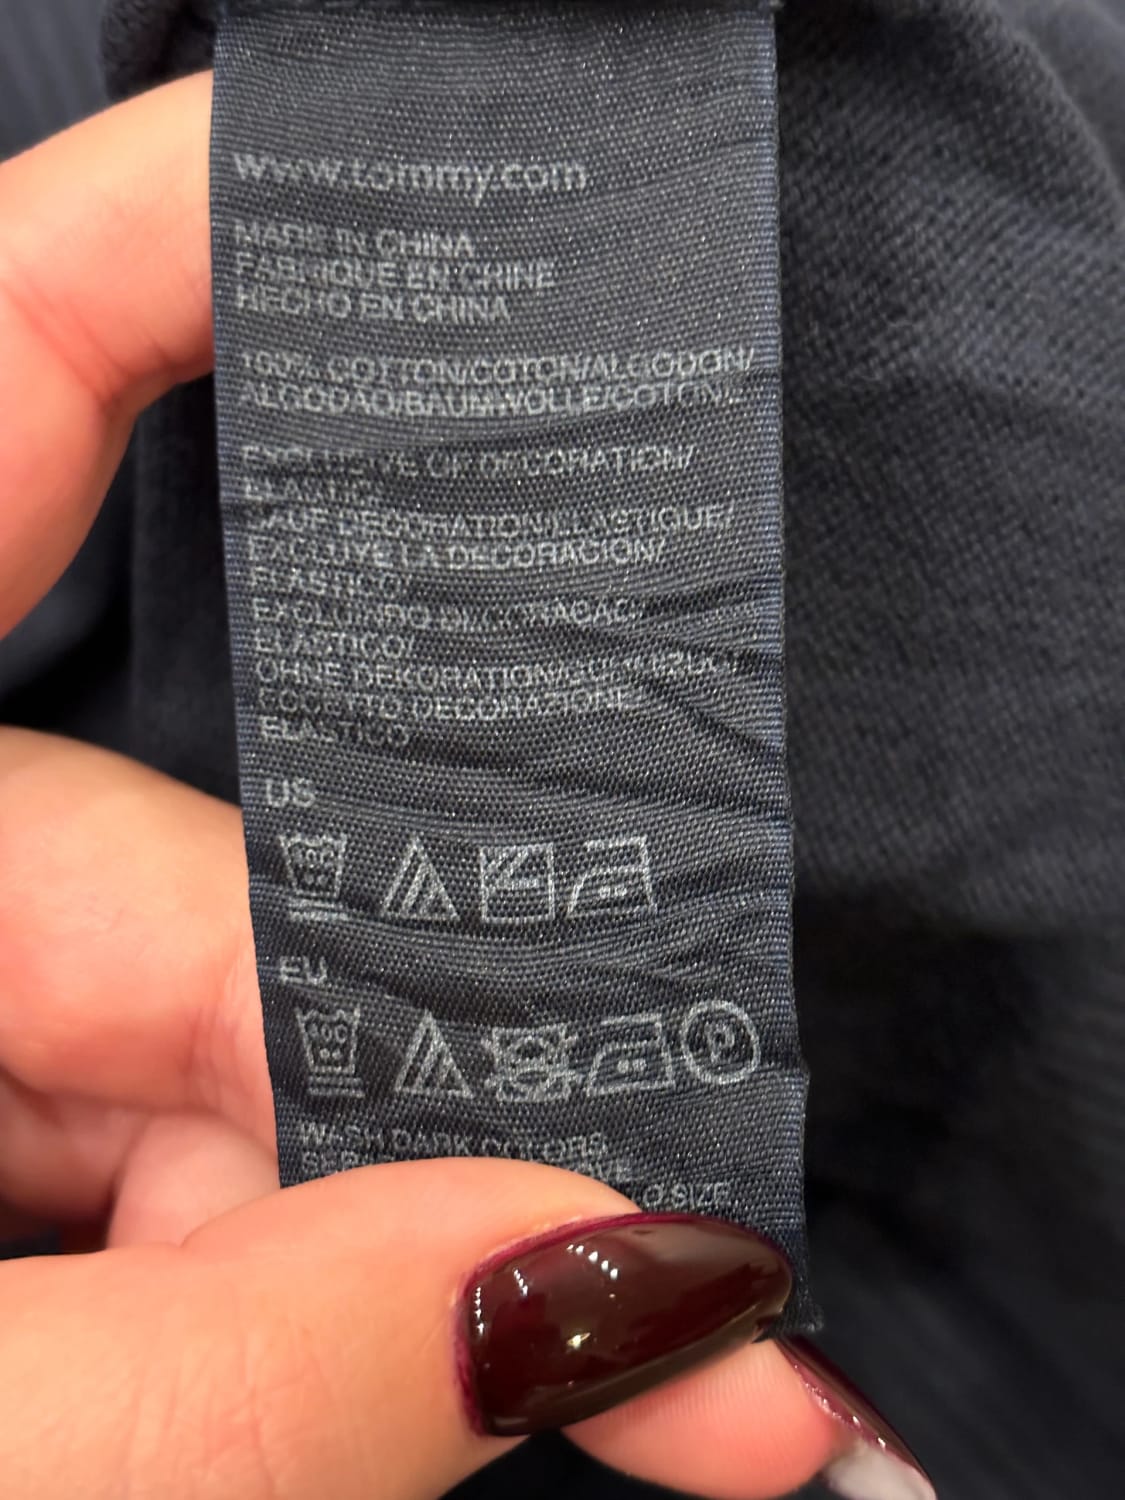 www.tommy.com
MADE IN CHINA
FABRIQUE EN CHINE
HECHO EN CHINA
100% COTTON/COTON/ALGODON/
ALGODAO/BAUMWOLLE/COTONE
EXCLUSIVE OF DECORATION/
ELASTIC/
SAUF DECORATION/ELASTIQUE/
EXCLUYE LA DECORACION/
ELASTICO/
ELASTICO/
OHNE DEKORATION/
ECCETTO DECORAZIONE
ELASTICO
US
EU
P
WASH DARK COLORS
SIZE